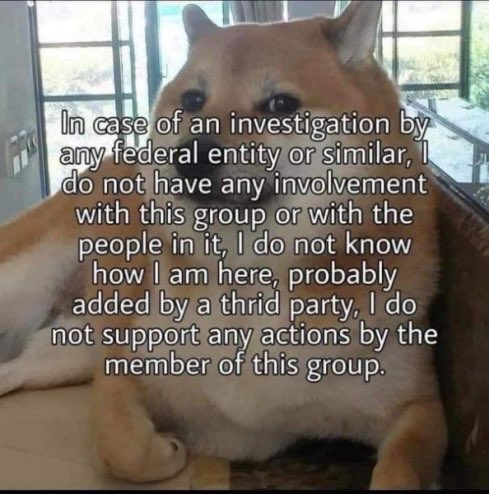 In case of an investigation by
any federal entity or similar, I
do not have any involvement
with this group or with the
people in it, I do not know
how I am here, probably
added by a thrid party, I do
not support any actions by the
member of this group.